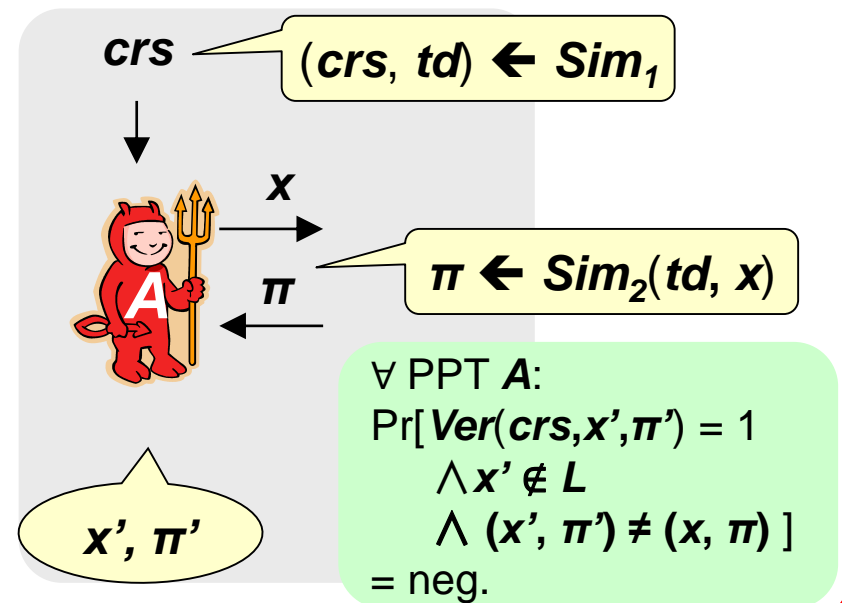 crs
(crs, td) 🡸 Sim₁
x
π
π 🡸 Sim₂(td, x)
A
∀ PPT A:
Pr[Ver(crs,x’,π’) = 1
∧x’ ∉ L
∧ (x’, π’) ≠ (x, π) ]
= neg.
x’, π’